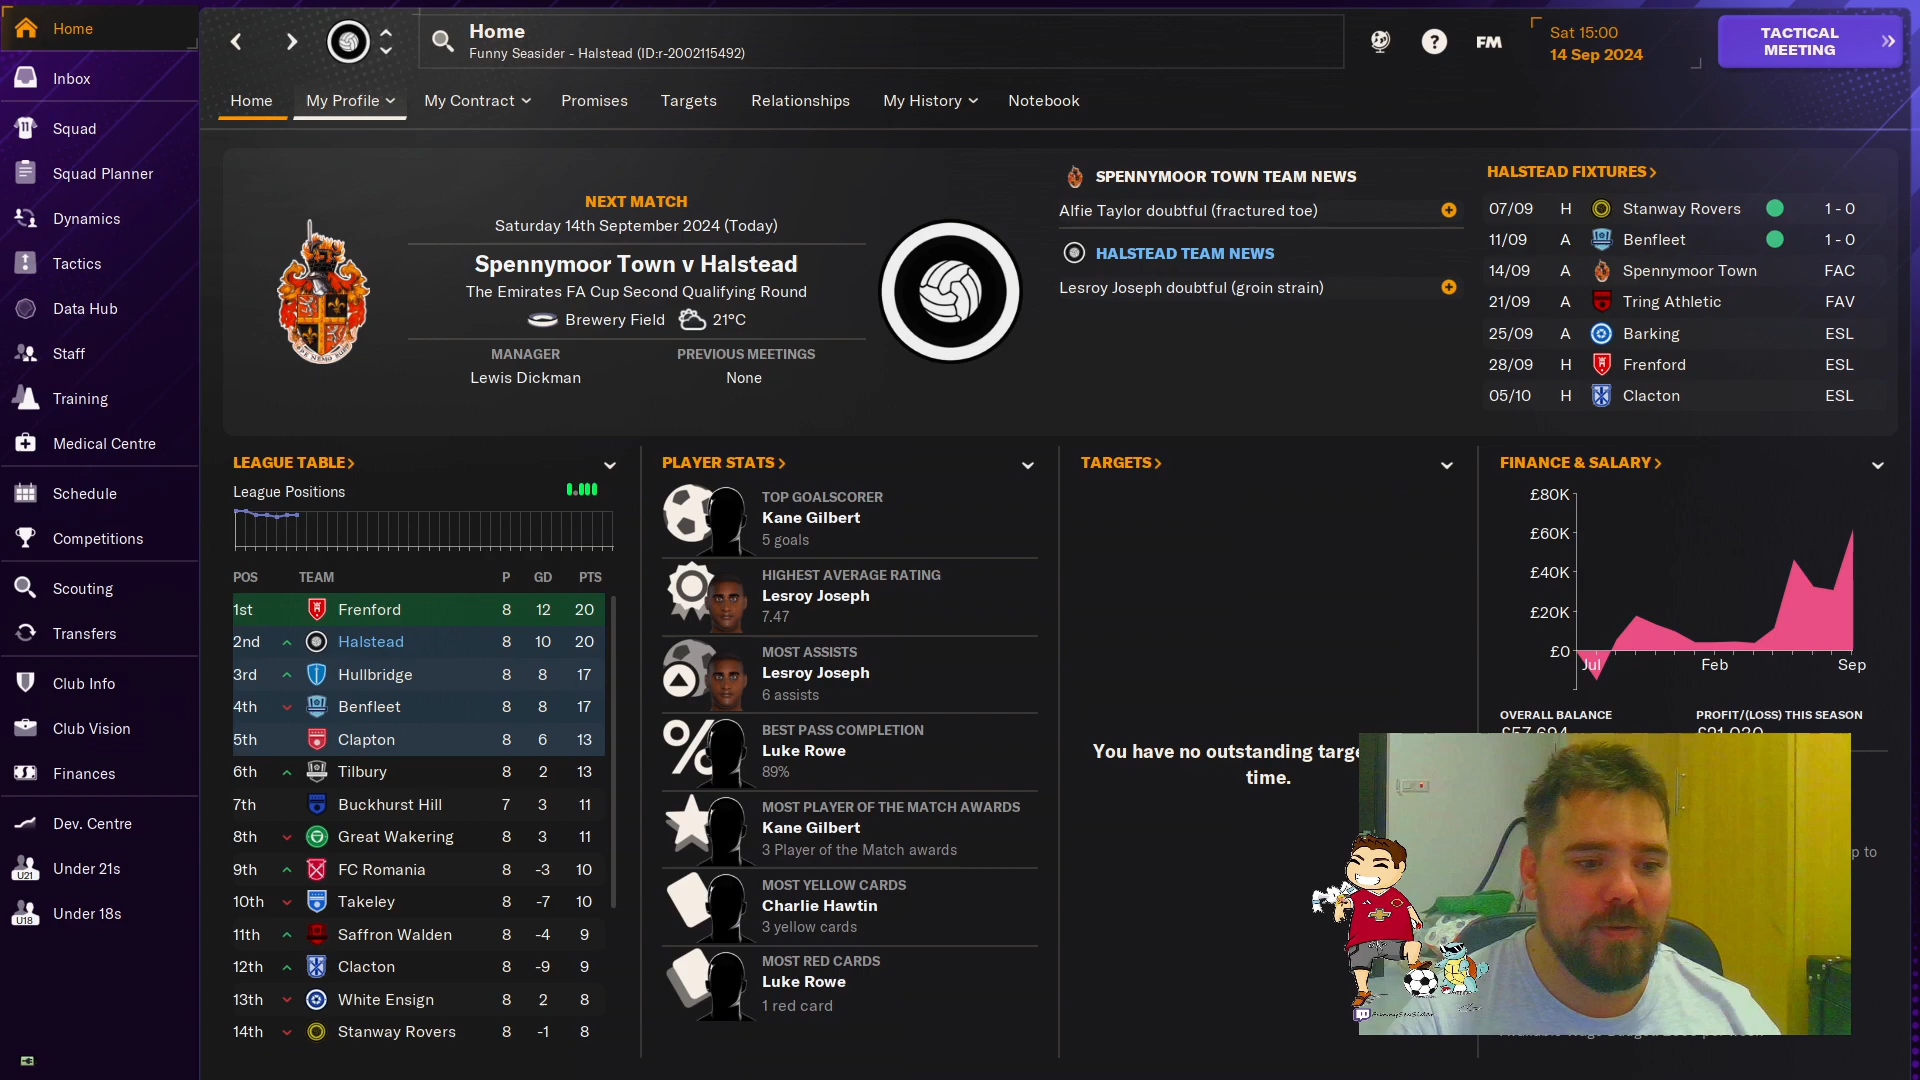 Home
Inbox
Squad
Squad Planner
Dynamics
Tactics
Data Hub
Staff
Training
Medical Centre
Schedule
Competitions
Scouting
Transfers
Club Info
Club Vision
Finances
Dev. Centre
U21
Under 21s
U18
Under 18s
Home
Funny Seasider - Halstead (ID:r-2002115492)
?
FM
Sat 15:00
14 Sep 2024
TACTICAL
MEETING
Home My Profile My Contract Promises Targets Relationships My History Notebook
NEXT MATCH
Saturday 14th September 2024 (Today)
Spennymoor Town v Halstead
The Emirates FA Cup Second Qualifying Round
Brewery Field 21°C
MANAGER PREVIOUS MEETINGS
Lewis Dickman None
SPENNYMOOR TOWN TEAM NEWS
Alfie Taylor doubtful (fractured toe)
HALSTEAD TEAM NEWS
Lesroy Joseph doubtful (groin strain)
HALSTEAD FIXTURES
07/09 H Stanway Rovers 1 - 0
11/09 A Benfleet 1 - 0
14/09 A Spennymoor Town FAC
21/09 A Tring Athletic FAV
25/09 A Barking ESL
28/09 H Frenford ESL
05/10 H Clacton ESL
LEAGUE TABLE
League Positions
POS TEAM P GD PTS
1st Frenford 8 12 20
2nd Halstead 8 10 20
3rd Hullbridge 8 8 17
4th Benfleet 8 8 17
5th Clapton 8 6 13
6th Tilbury 8 2 13
7th Buckhurst Hill 7 3 11
8th Great Wakering 8 3 11
9th FC Romania 8 -3 10
10th Takeley 8 -7 10
11th Saffron Walden 8 -4 9
12th Clacton 8 -9 9
13th White Ensign 8 2 8
14th Stanway Rovers 8 -1 8
PLAYER STATS
TOP GOALSCORER
Kane Gilbert
5 goals
HIGHEST AVERAGE RATING
Lesroy Joseph
7.47
MOST ASSISTS
Lesroy Joseph
6 assists
BEST PASS COMPLETION
Luke Rowe
89%
MOST PLAYER OF THE MATCH AWARDS
Kane Gilbert
3 Player of the Match awards
MOST YELLOW CARDS
Charlie Hawtin
3 yellow cards
MOST RED CARDS
Luke Rowe
1 red card
TARGETS
You have no outstanding
time.
FINANCE & SALARY
£80K
£60K
£40K
£20K
£0
Jul Feb Sep
OVERALL BALANCE PROFIT/(LOSS) THIS SEASON
p to